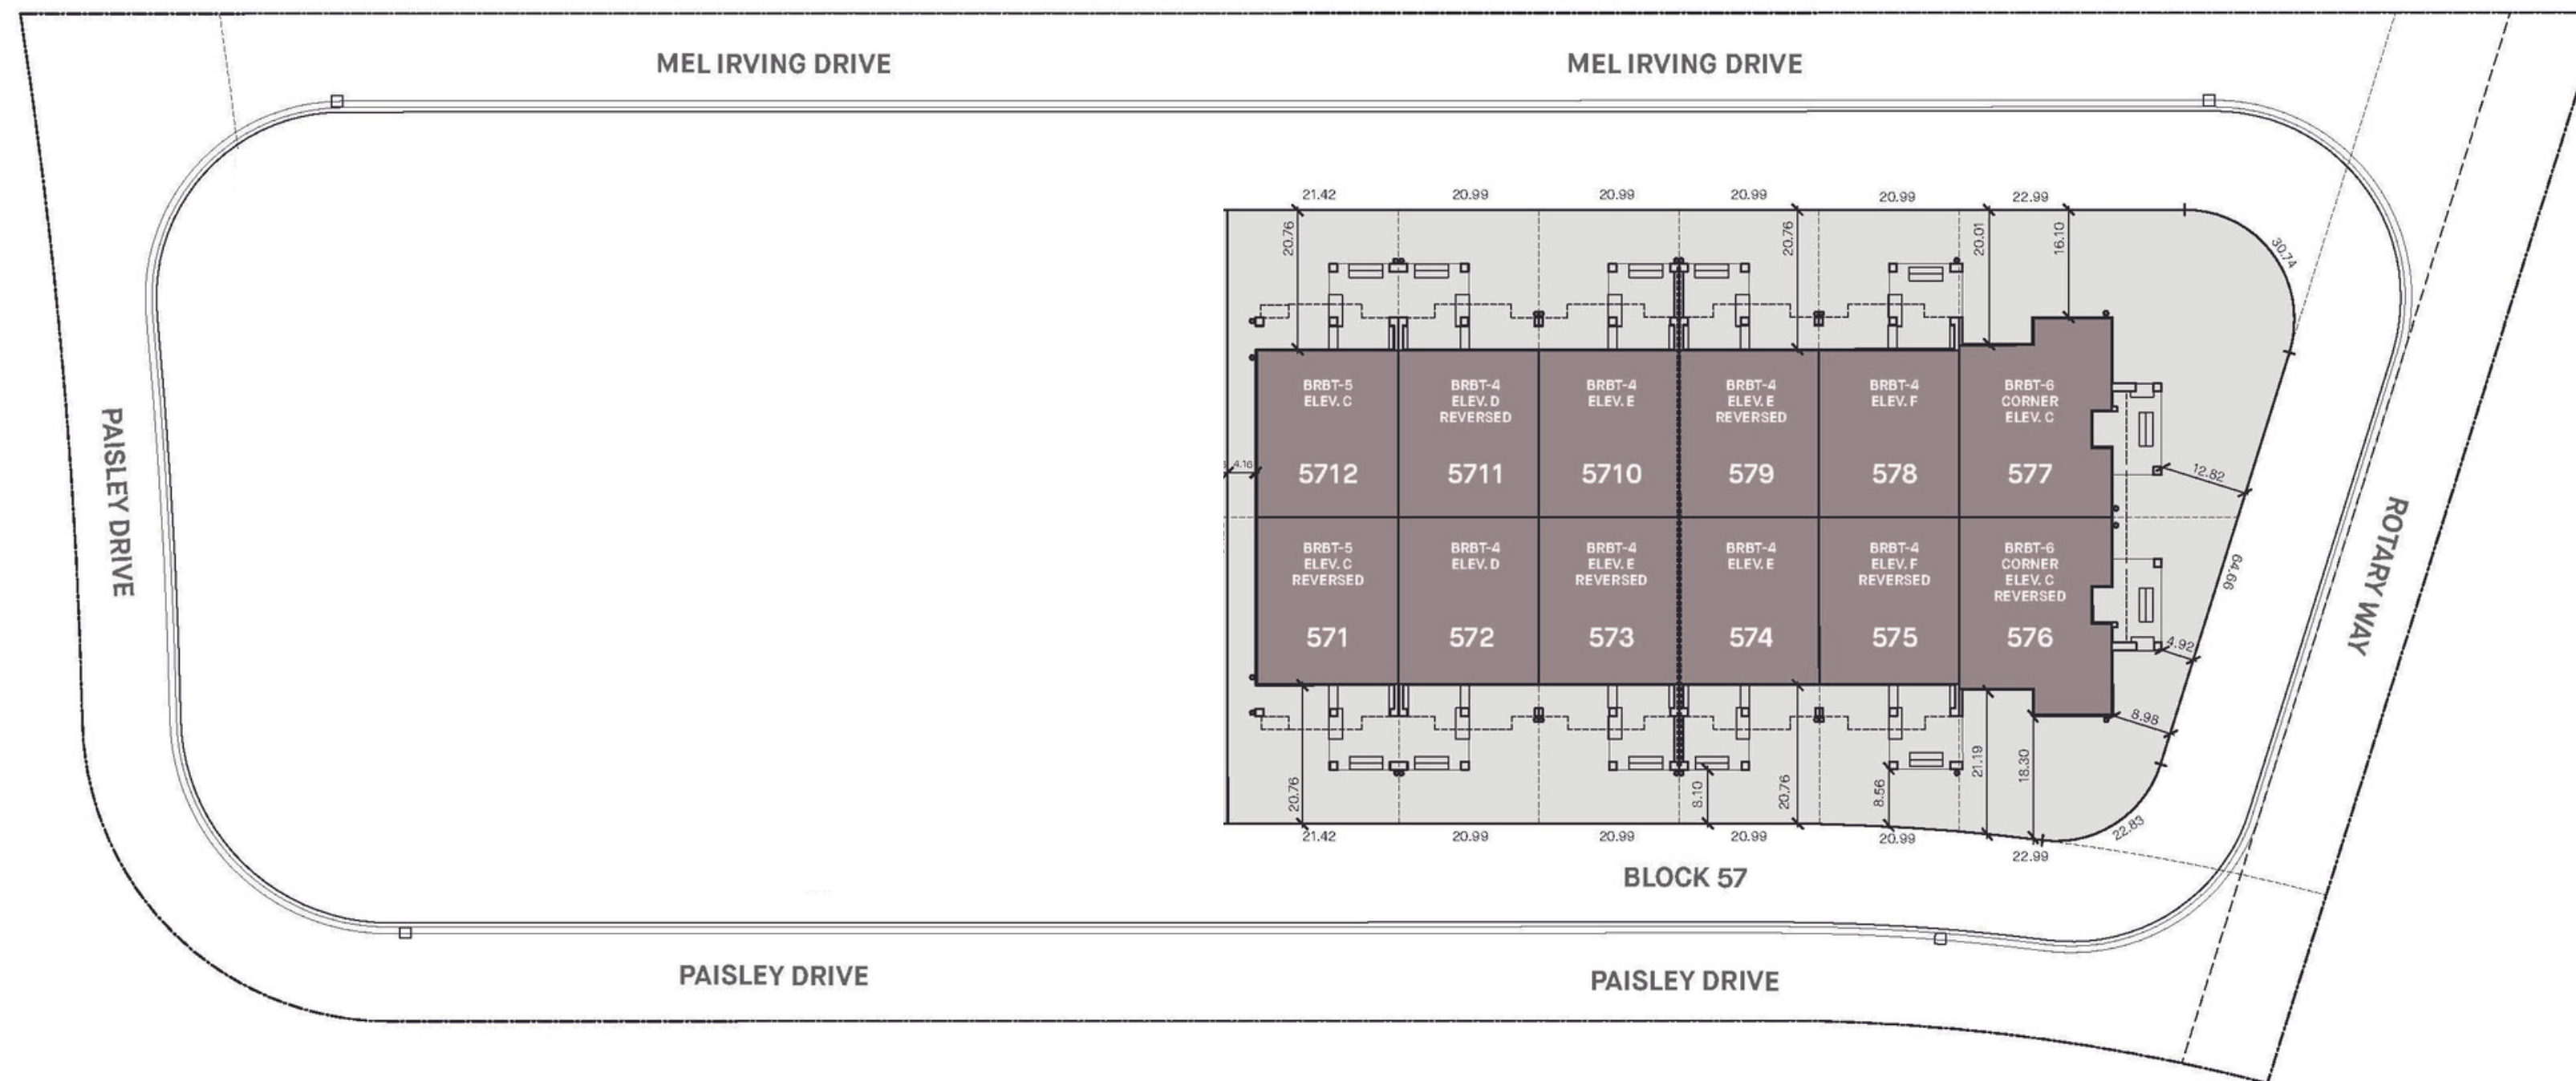 MEL IRVING DRIVE
MEL IRVING DRIVE
21.42
20.99
20.99
20.99
20.99
22.99
20.76
20.76
20.01
16.10
30.74
BRBT-5
ELEV. C
5712
BRBT-4
ELEV. D
REVERSED
5711
BRBT-4
ELEV. E
5710
BRBT-4
ELEV. E
REVERSED
579
BRBT-4
ELEV. F
578
BRBT-6
CORNER
ELEV. C
577
4.16
12.82
PAISLEY DRIVE
ROTARY WAY
64.66
BRBT-5
ELEV. C
REVERSED
571
BRBT-4
ELEV. D
572
BRBT-4
ELEV. E
REVERSED
573
BRBT-4
ELEV. E
574
BRBT-4
ELEV. F
REVERSED
575
BRBT-6
CORNER
ELEV. C
REVERSED
576
4.92
8.98
20.76
8.10
20.76
8.56
21.19
18.30
22.83
21.42
20.99
20.99
20.99
20.99
22.99
BLOCK 57
PAISLEY DRIVE
PAISLEY DRIVE